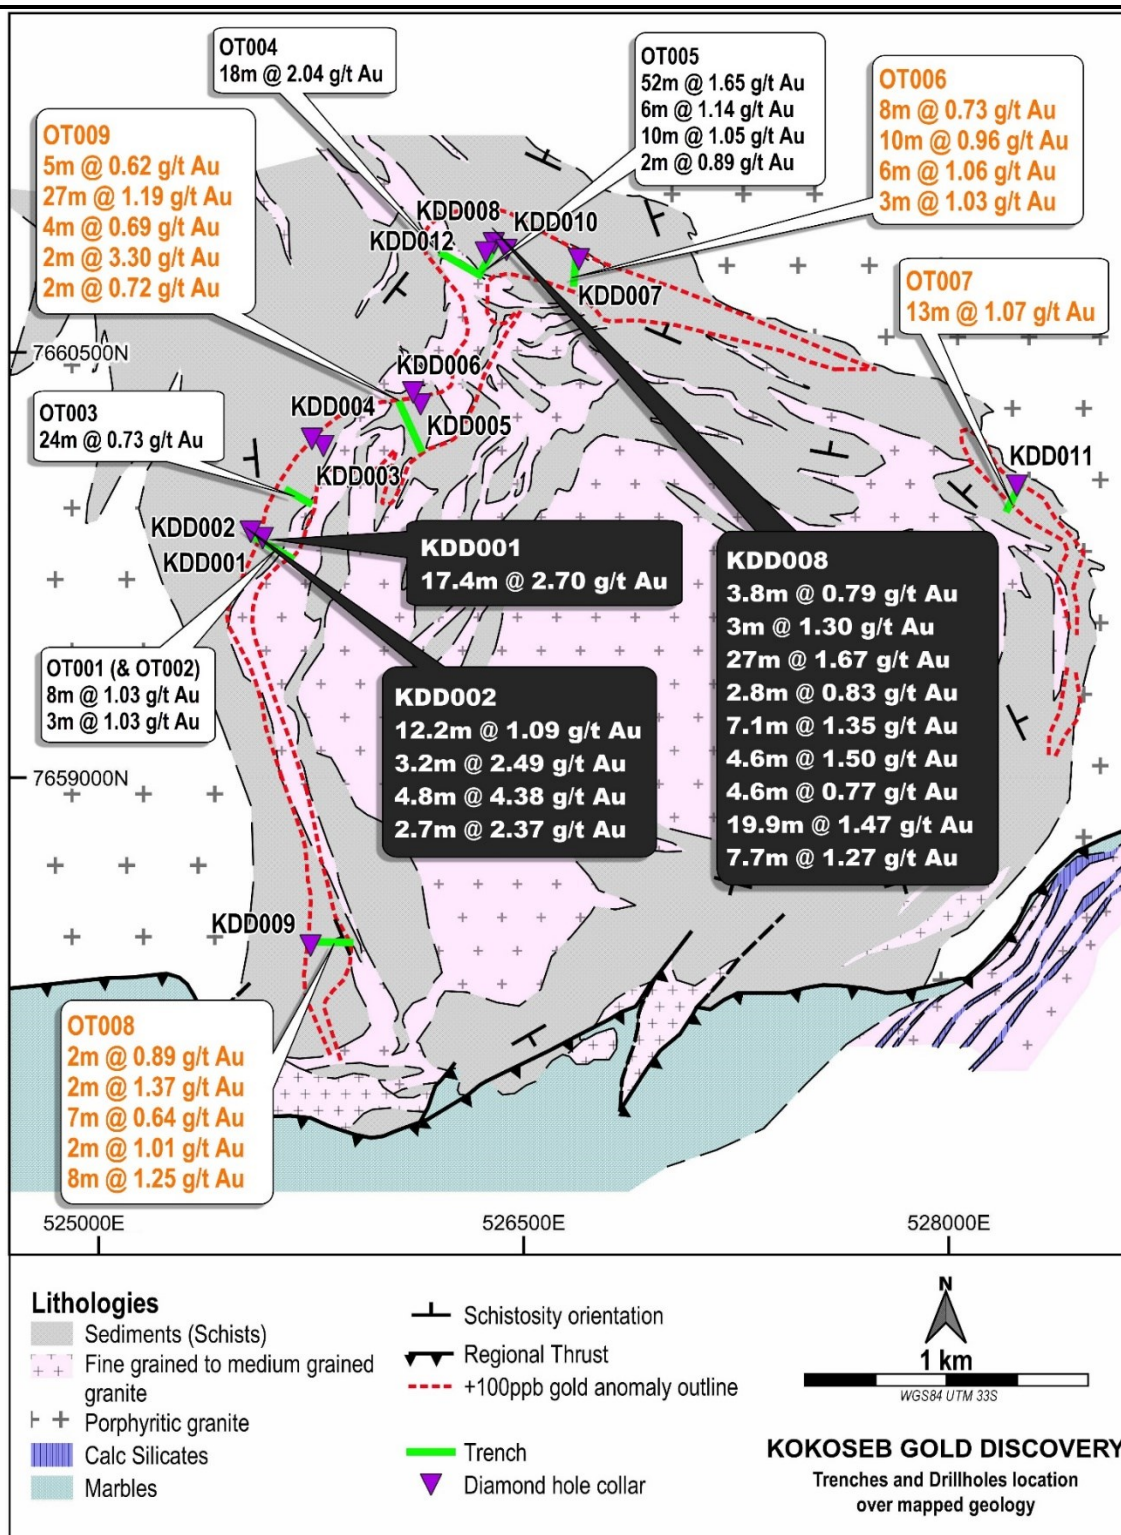 OT004
18m @ 2.04 g/t Au
OT005
52m @ 1.65 g/t Au
6m @ 1.14 g/t Au
10m @ 1.05 g/t Au
2m @ 0.89 g/t Au
OT006
8m @ 0.73 g/t Au
10m @ 0.96 g/t Au
6m @ 1.06 g/t Au
3m @ 1.03 g/t Au
OT009
5m @ 0.62 g/t Au
27m @ 1.19 g/t Au
4m @ 0.69 g/t Au
2m @ 3.30 g/t Au
2m @ 0.72 g/t Au
KDD008
KDD010
KDD012
KDD007
OT007
13m @ 1.07 g/t Au
7660500N
KDD006
OT003
24m @ 0.73 g/t Au
KDD004
KDD005
KDD003
KDD011
KDD002
KDD001
KDD001
17.4m @ 2.70 g/t Au
KDD008
3.8m @ 0.79 g/t Au
3m @ 1.30 g/t Au
27m @ 1.67 g/t Au
2.8m @ 0.83 g/t Au
7.1m @ 1.35 g/t Au
4.6m @ 1.50 g/t Au
4.6m @ 0.77 g/t Au
19.9m @ 1.47 g/t Au
7.7m @ 1.27 g/t Au
OT001 (& OT002)
8m @ 1.03 g/t Au
3m @ 1.03 g/t Au
KDD002
12.2m @ 1.09 g/t Au
3.2m @ 2.49 g/t Au
4.8m @ 4.38 g/t Au
2.7m @ 2.37 g/t Au
7659000N
KDD009
OT008
2m @ 0.89 g/t Au
2m @ 1.37 g/t Au
7m @ 0.64 g/t Au
2m @ 1.01 g/t Au
8m @ 1.25 g/t Au
525000E
526500E
528000E
Lithologies
Sediments (Schists)
Fine grained to medium grained
granite
Porphyritic granite
Calc Silicates
Marbles
Schistosity orientation
Regional Thrust
+100ppb gold anomaly outline
Trench
Diamond hole collar
N
1 km
WGS84 UTM 33S
KOKOSEB GOLD DISCOVERY
Trenches and Drillholes location
over mapped geology